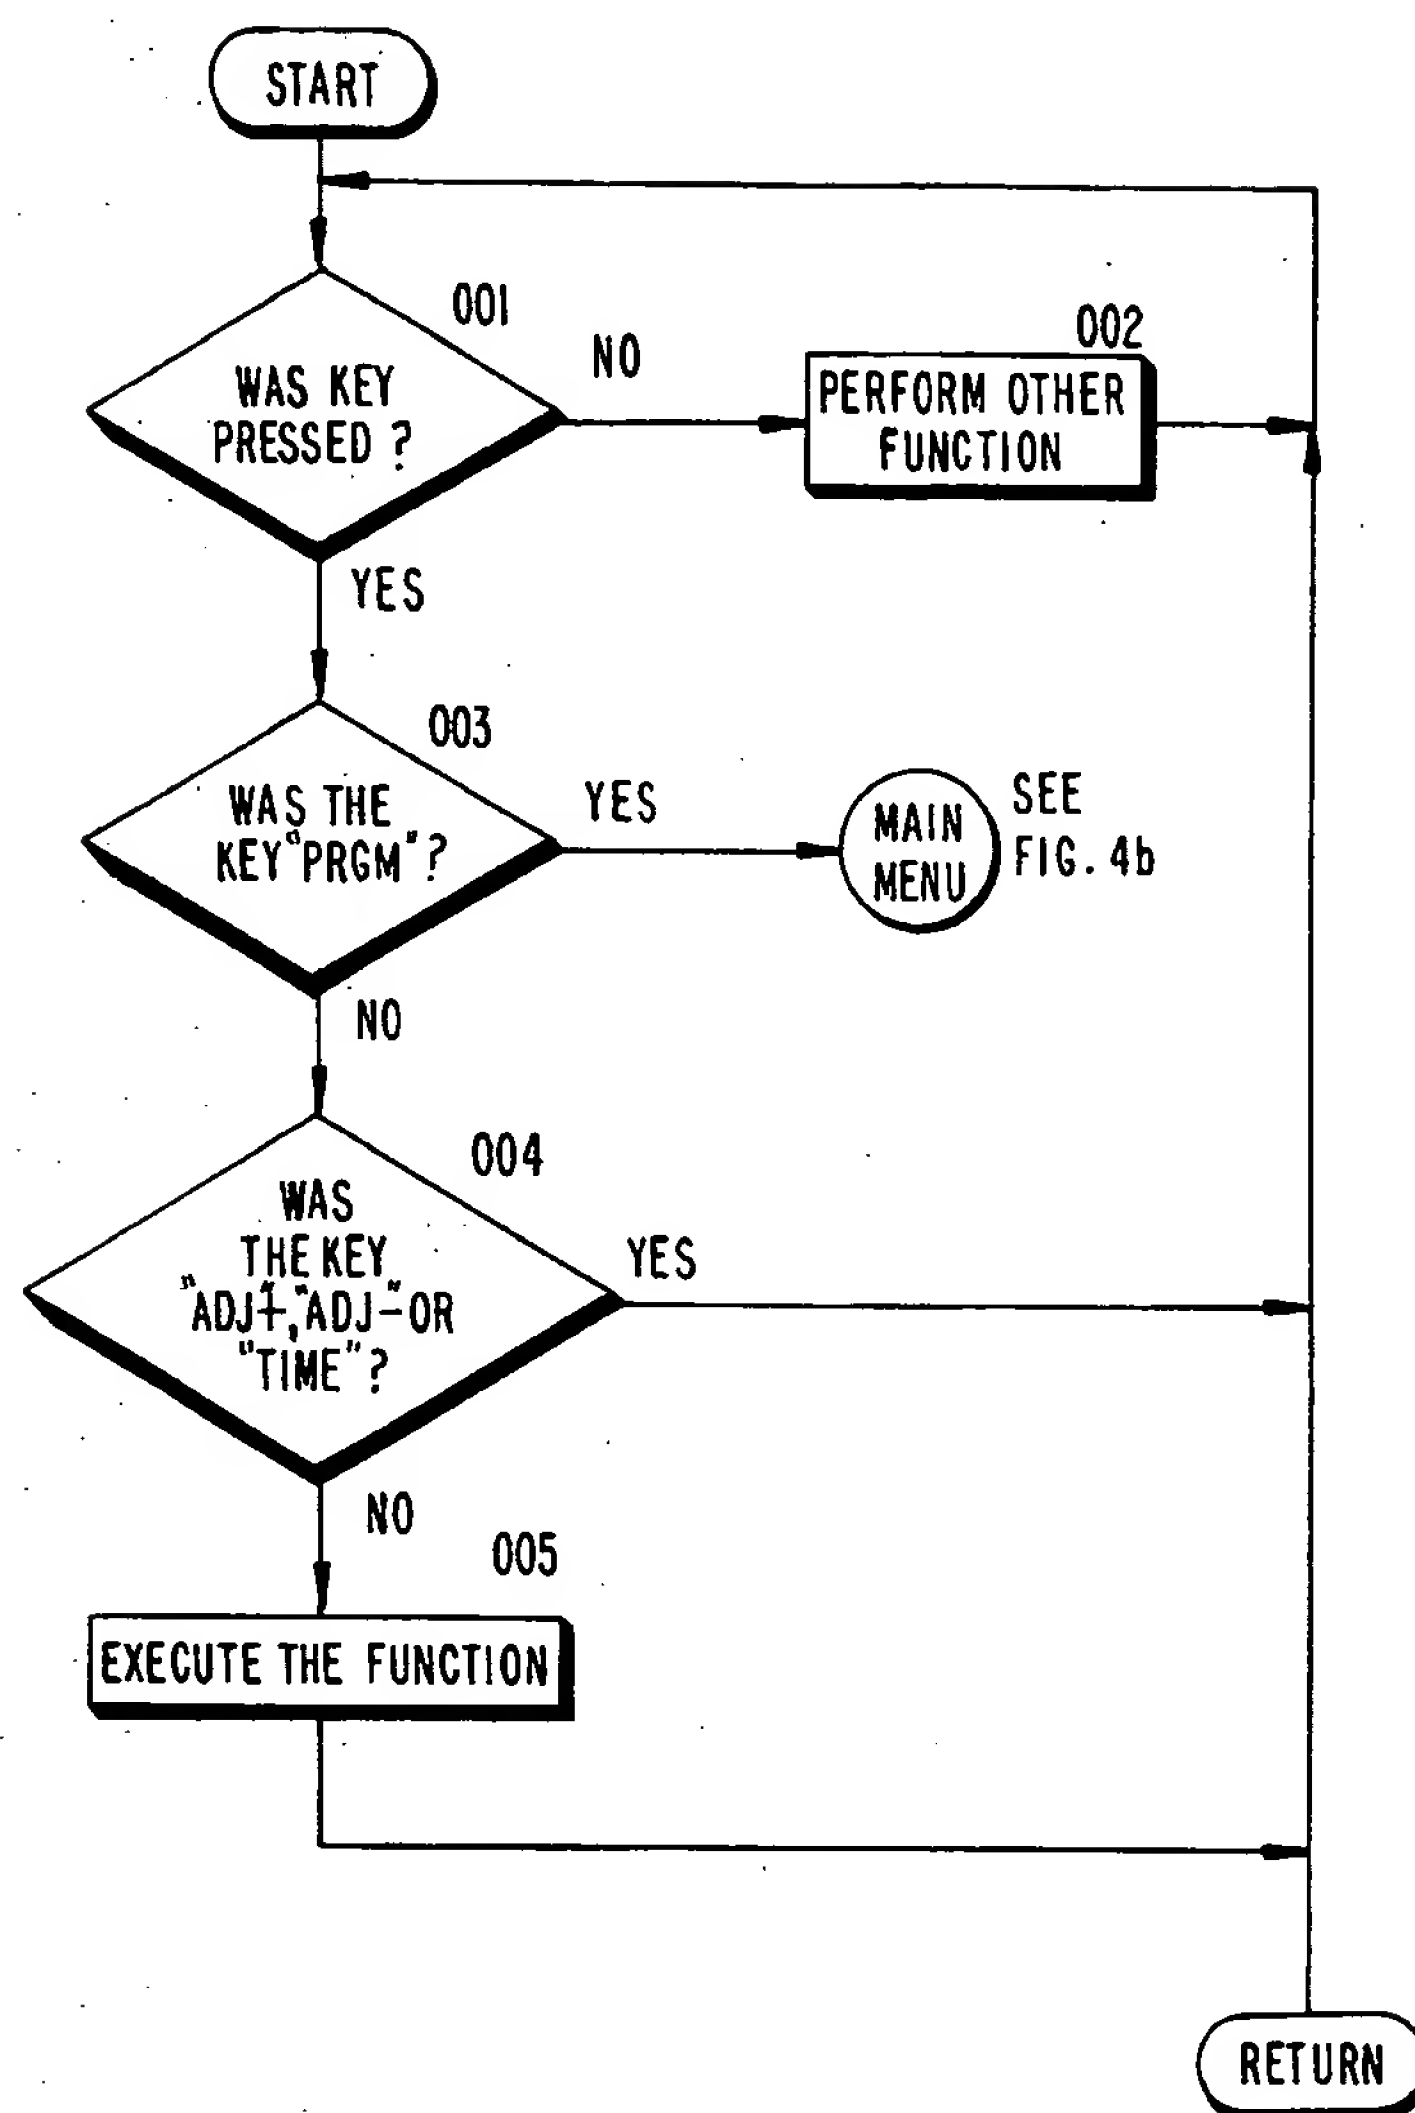 START
001
NO
002
WAS KEY
PRESSED ?
PERFORM OTHER
FUNCTION
YES
003
WAS THE
KEY "PRGM" ?
YES
MAIN
MENU
SEE
FIG. 4b
NO
004
WAS
THE KEY
"ADJ+", "ADJ-" OR
"TIME" ?
YES
NO
005
EXECUTE THE FUNCTION
RETURN